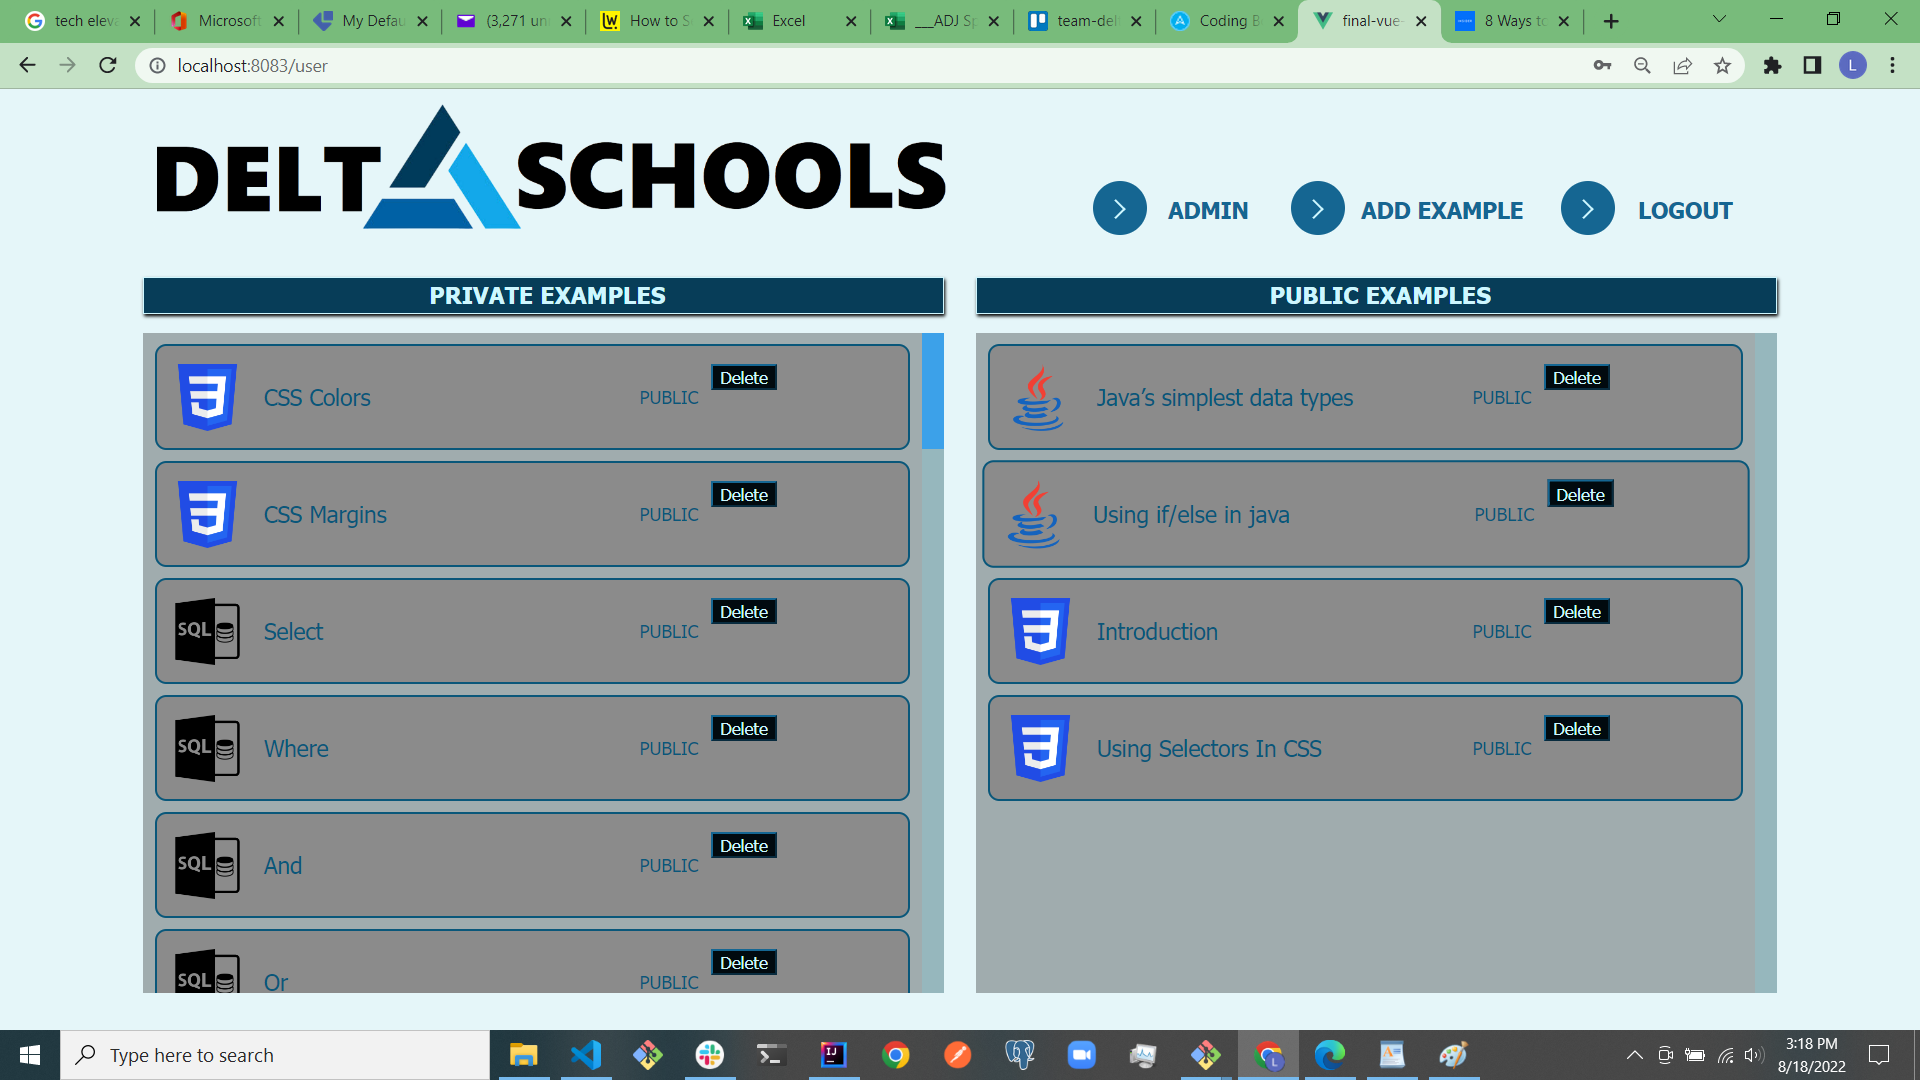 tech eleva
Microsoft
My Defau
(3,271 un
How to S
Excel
___ADJ Sp
team-del
Coding B
final-vue-
8 Ways to
localhost:8083/user
L
DELT SCHOOLS
ADMIN
ADD EXAMPLE
LOGOUT
PRIVATE EXAMPLES
CSS Colors
PUBLIC
Delete
CSS Margins
PUBLIC
Delete
SQL
Select
PUBLIC
Delete
SQL
Where
PUBLIC
Delete
SQL
And
PUBLIC
Delete
SQL
Or
PUBLIC
Delete
PUBLIC EXAMPLES
Java’s simplest data types
PUBLIC
Delete
Using if/else in java
PUBLIC
Delete
Introduction
PUBLIC
Delete
Using Selectors In CSS
PUBLIC
Delete
Type here to search
IJ
L
3:18 PM
8/18/2022